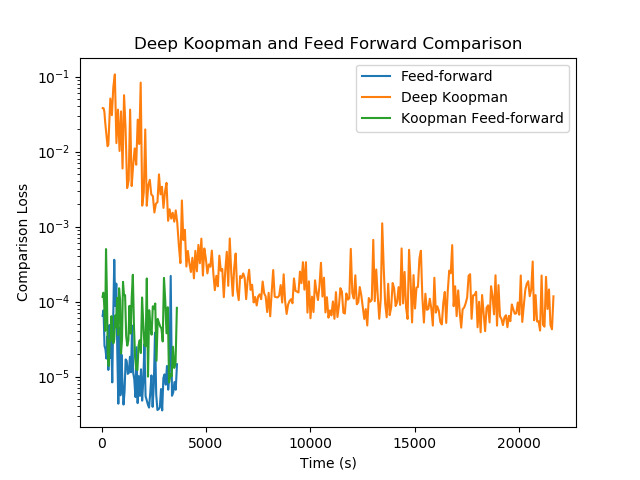 Deep Koopman and Feed Forward Comparison
Feed-forward
Deep Koopman
Koopman Feed-forward
Comparison Loss
10⁻¹
10⁻²
10⁻³
10⁻⁴
10⁻⁵
0 5000 10000 15000 20000
Time (s)